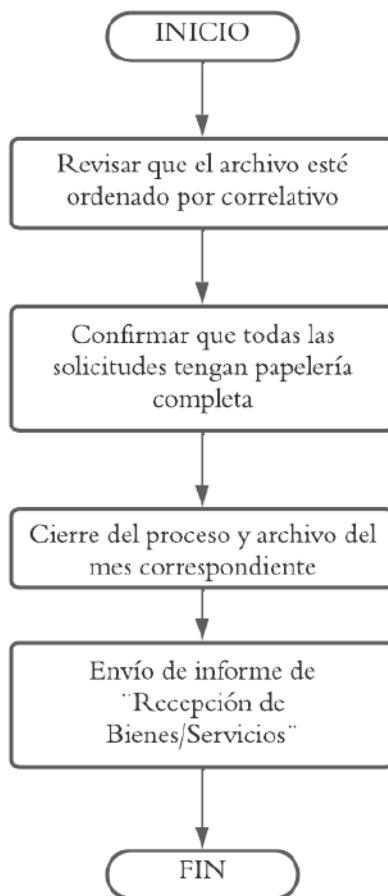 INICIO
Revisar que el archivo esté
ordenado por correlativo
Confirmar que todas las
solicitudes tengan papelería
completa
Cierre del proceso y archivo del
mes correspondiente
Envío de informe de
¨Recepción de
Bienes/Servicios¨
FIN